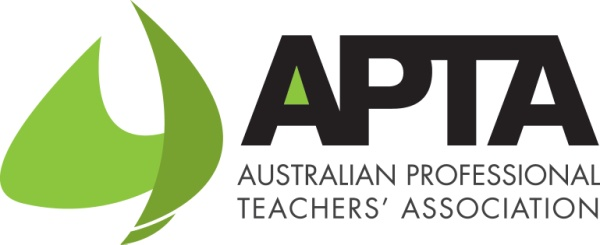 APTA
AUSTRALIAN PROFESSIONAL
TEACHERS’ ASSOCIATION